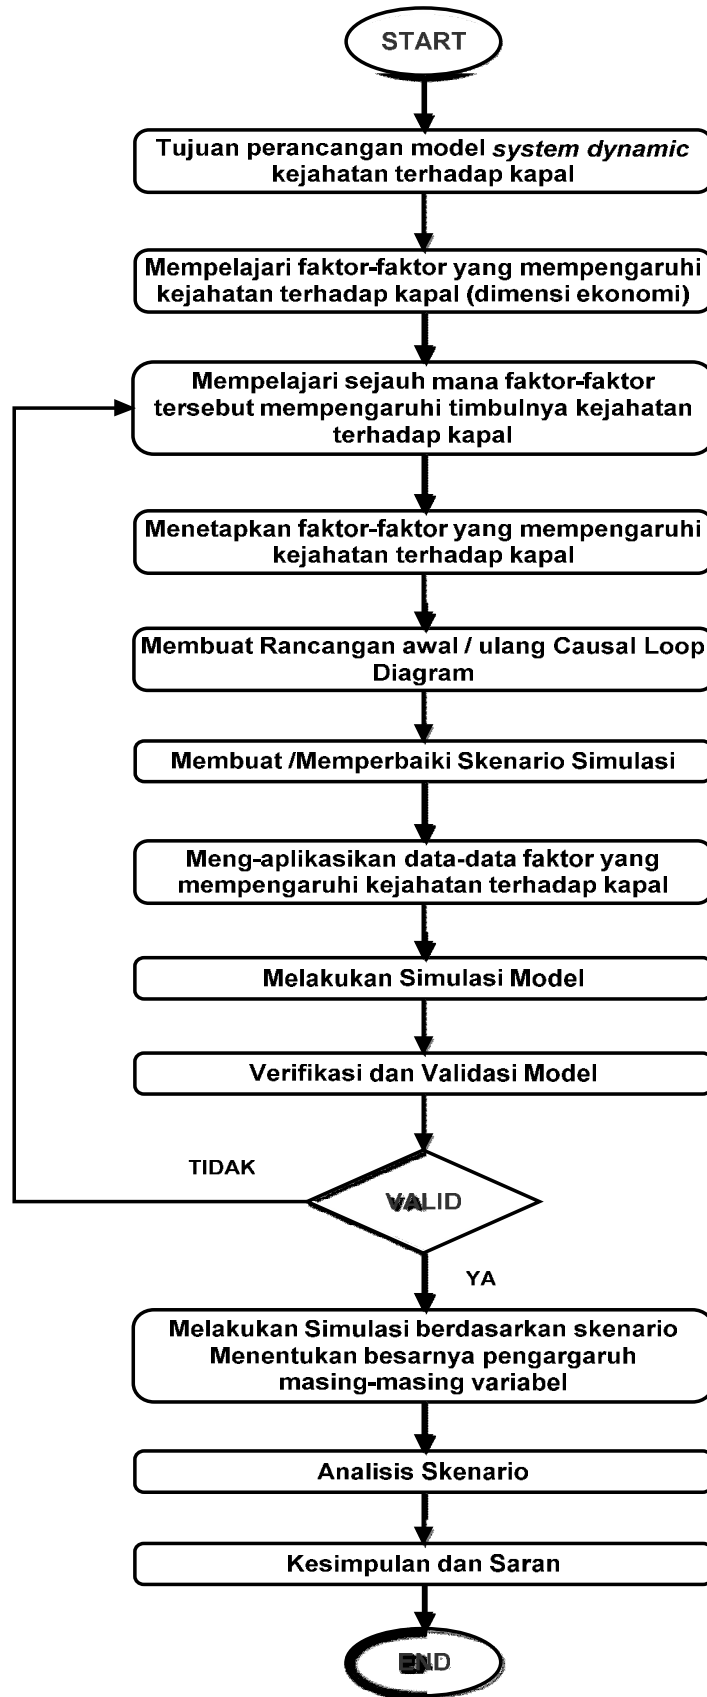 START
Tujuan perancangan model system dynamic
kejahatan terhadap kapal
Mempelajari faktor-faktor yang mempengaruhi
kejahatan terhadap kapal (dimensi ekonomi)
Mempelajari sejauh mana faktor-faktor
tersebut mempengaruhi timbulnya kejahatan
terhadap kapal
Menetapkan faktor-faktor yang mempengaruhi
kejahatan terhadap kapal
Membuat Rancangan awal / ulang Causal Loop
Diagram
Membuat /Memperbaiki Skenario Simulasi
Meng-aplikasikan data-data faktor yang
mempengaruhi kejahatan terhadap kapal
Melakukan Simulasi Model
Verifikasi dan Validasi Model
TIDAK
VALID
YA
Melakukan Simulasi berdasarkan skenario
Menentukan besarnya pengargaruh
masing-masing variabel
Analisis Skenario
Kesimpulan dan Saran
END